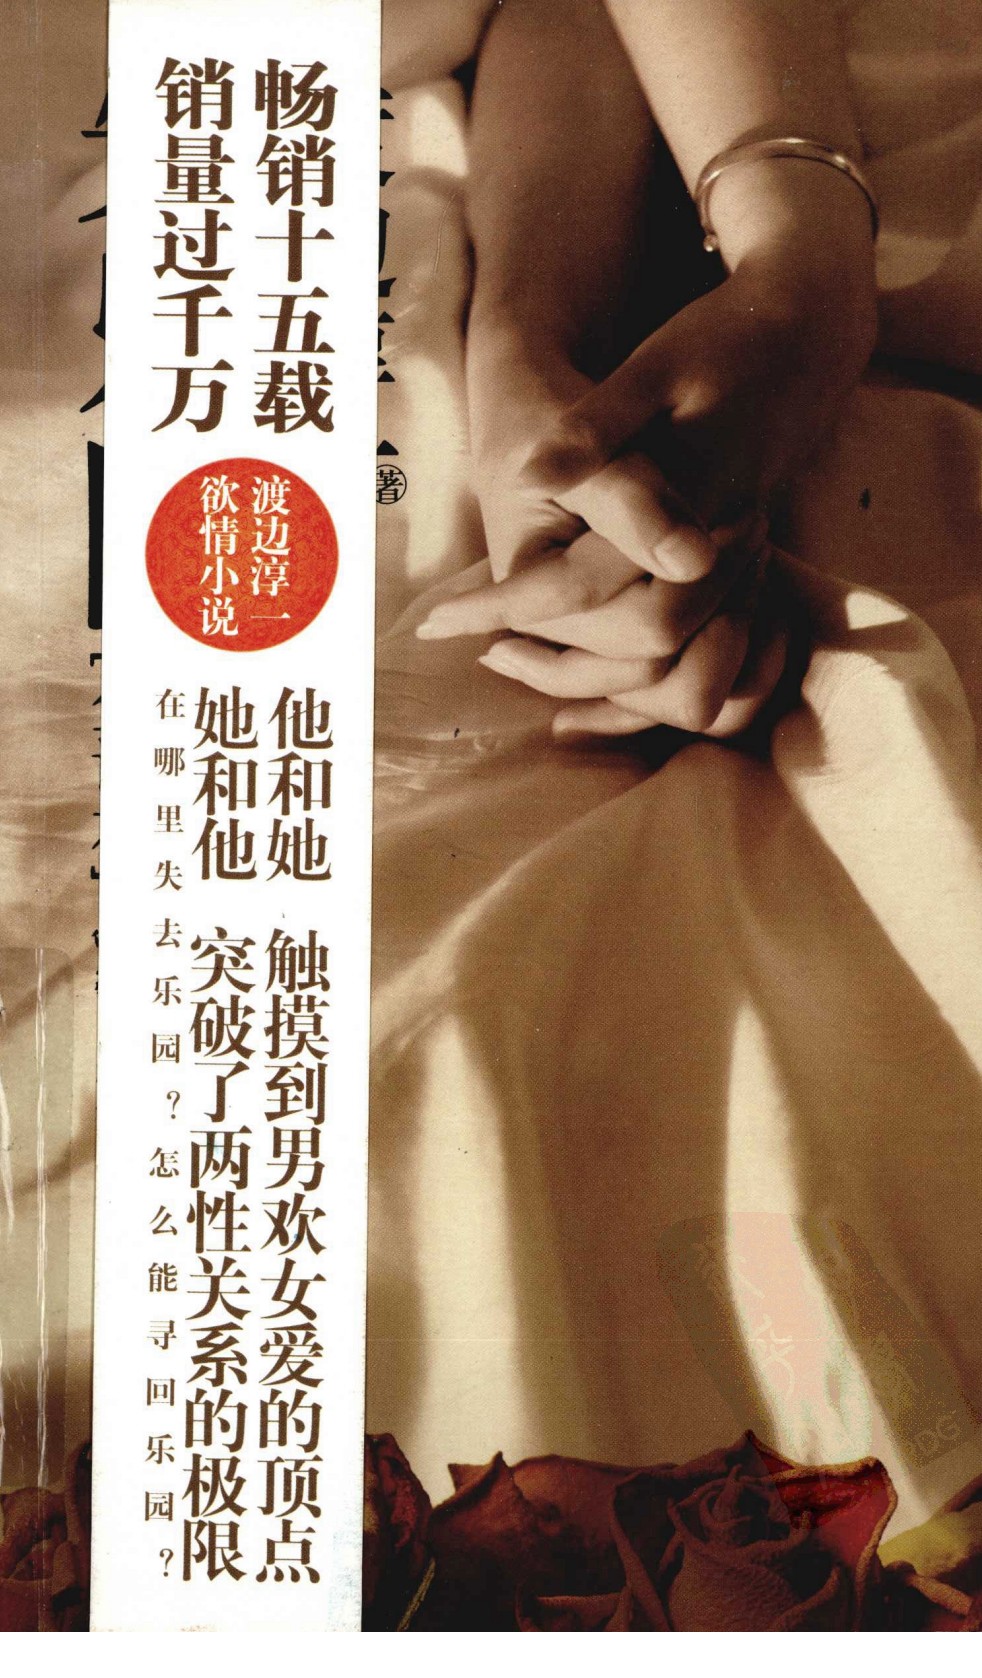 畅销十五载
销量过千万
渡边淳一
欲情小说
他和她 触摸到男欢女爱的顶点
她和他 突破了两性关系的极限
在哪里失去乐园？怎么能寻回乐园？
著